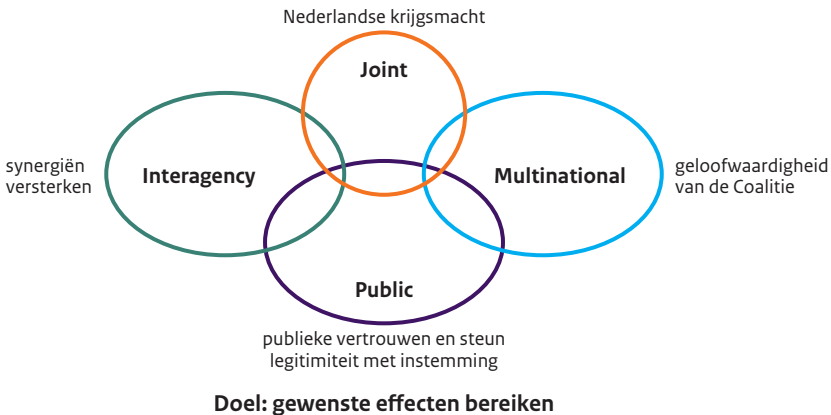 Nederlandse krijgsmacht
Joint
synergiën
versterken
Interagency
Multinational
geloofwaardigheid
van de Coalitie
Public
publieke vertrouwen en steun
legitimiteit met instemming
Doel: gewenste effecten bereiken